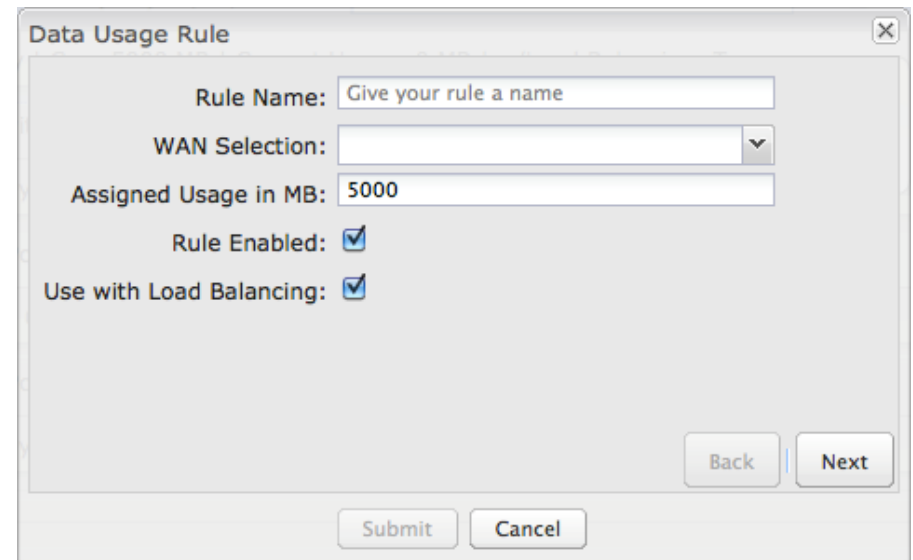 Data Usage Rule
Rule Name: Give your rule a name
WAN Selection:
Assigned Usage in MB: 5000
Rule Enabled:
Use with Load Balancing:
Back Next
Submit Cancel